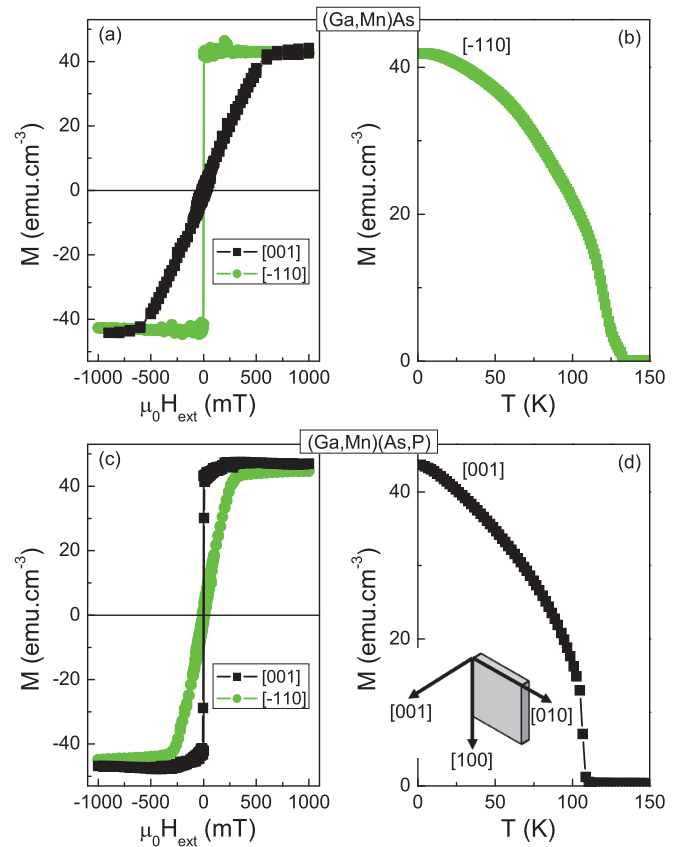 (Ga,Mn)As
(a)
M (emu.cm⁻³)
40
20
0
-20
-40
[001]
[-110]
-1000 -500 0 500 1000
μ₀Hₑₓₜ (mT)
(b)
[-110]
M (emu.cm⁻³)
40
20
0
0 50 100 150
T (K)
(Ga,Mn)(As,P)
(c)
M (emu.cm⁻³)
40
20
0
-20
-40
[001]
[-110]
-1000 -500 0 500 1000
μ₀Hₑₓₜ (mT)
(d)
[001]
M (emu.cm⁻³)
40
20
0
[001]
[010]
[100]
0 50 100 150
T (K)